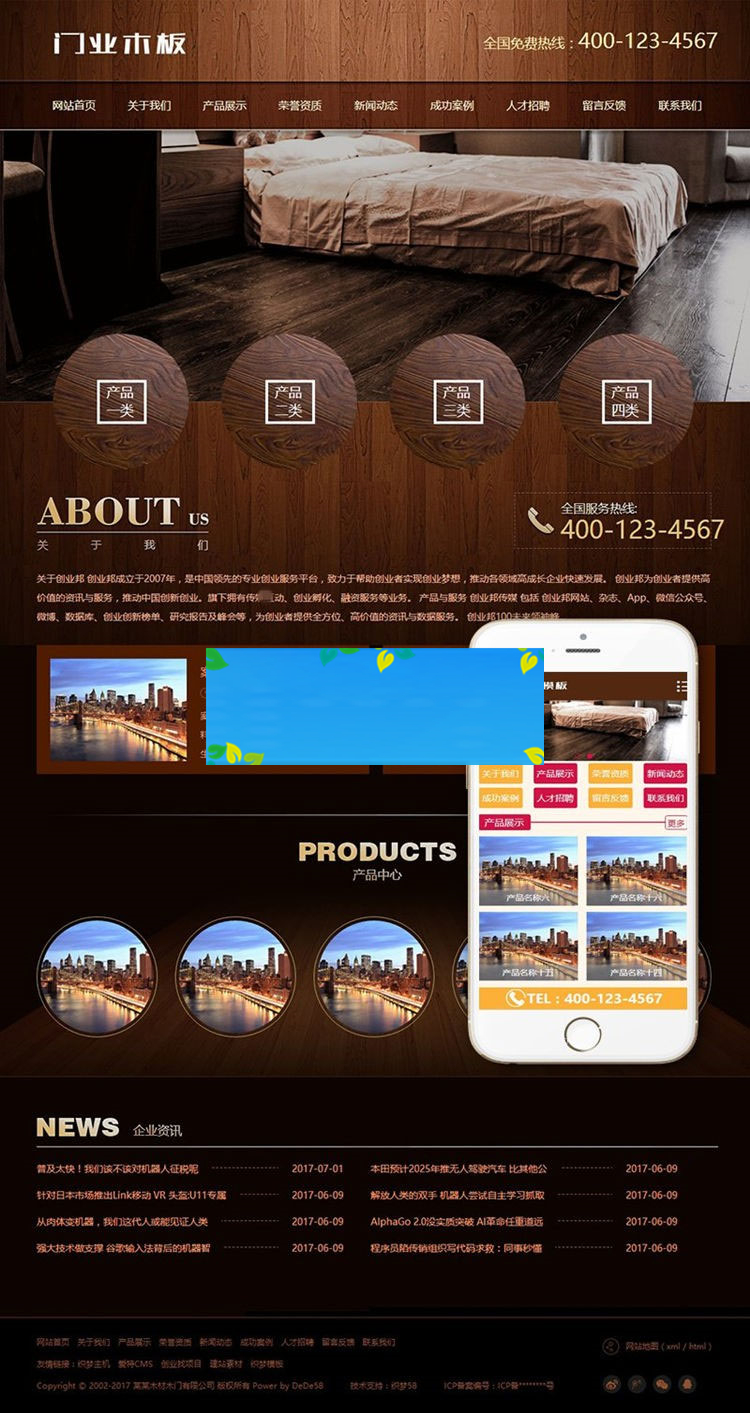 门业木板
全国免费热线：400-123-4567
网站首页 关于我们 产品展示 荣誉资质 新闻动态 成功案例 人才招聘 留言反馈 联系我们
产品一类
产品二类
产品三类
产品四类
ABOUT US
关于我们
全国服务热线:
400-123-4567
关于创业邦 创业邦成立于2007年，是中国领先的专业创业服务平台，致力于帮助创业者实现创业梦想，推动各领域高成长企业快速发展。 创业邦为创业者提供高
价值的资讯与服务，推动中国创新创业。旗下拥有传 互动、创业孵化、融资服务等业务。 产品与服务 创业邦传媒 包括 创业邦网站、杂志、App、微信公众号、
微博、数据库、创业创新榜单、研究报告及峰会等，为创业者提供全方位、高价值的资讯与数据服务。 创业邦100未来领袖峰
模板
关于我们 产品展示 荣誉资质 新闻动态
成功案例 人才招聘 留言反馈 联系我们
产品展示 更多
产品名称六 产品名称十六
产品名称十五 产品名称十四
TEL：400-123-4567
PRODUCTS
产品中心
NEWS 企业资讯
普及太快！我们该不该对机器人征税呢 2017-07-01
本田预计2025年推无人驾驶汽车 比其他公 2017-06-09
针对日本市场推出Link移动 VR 头盔:U11专属 2017-06-09
解放人类的双手 机器人尝试自主学习抓取 2017-06-09
从肉体变机器，我们这代人或能见证人类 2017-06-09
AlphaGo 2.0没实质突破 AI革命任重道远 2017-06-09
强大技术做支撑 谷歌输入法背后的机器智 2017-06-09
程序员陷传销组织写代码求救：同事秒懂 2017-06-09
网站首页 关于我们 产品展示 荣誉资质 新闻动态 成功案例 人才招聘 留言反馈 联系我们
网站地图（xml / html）
友情链接：织梦主机 爱特CMS 创业找项目 建站素材 织梦模板
Copyright © 2002-2017 某某木材木门有限公司 版权所有 Power by DeDe58 技术支持：织梦58 ICP备案编号：ICP备********号